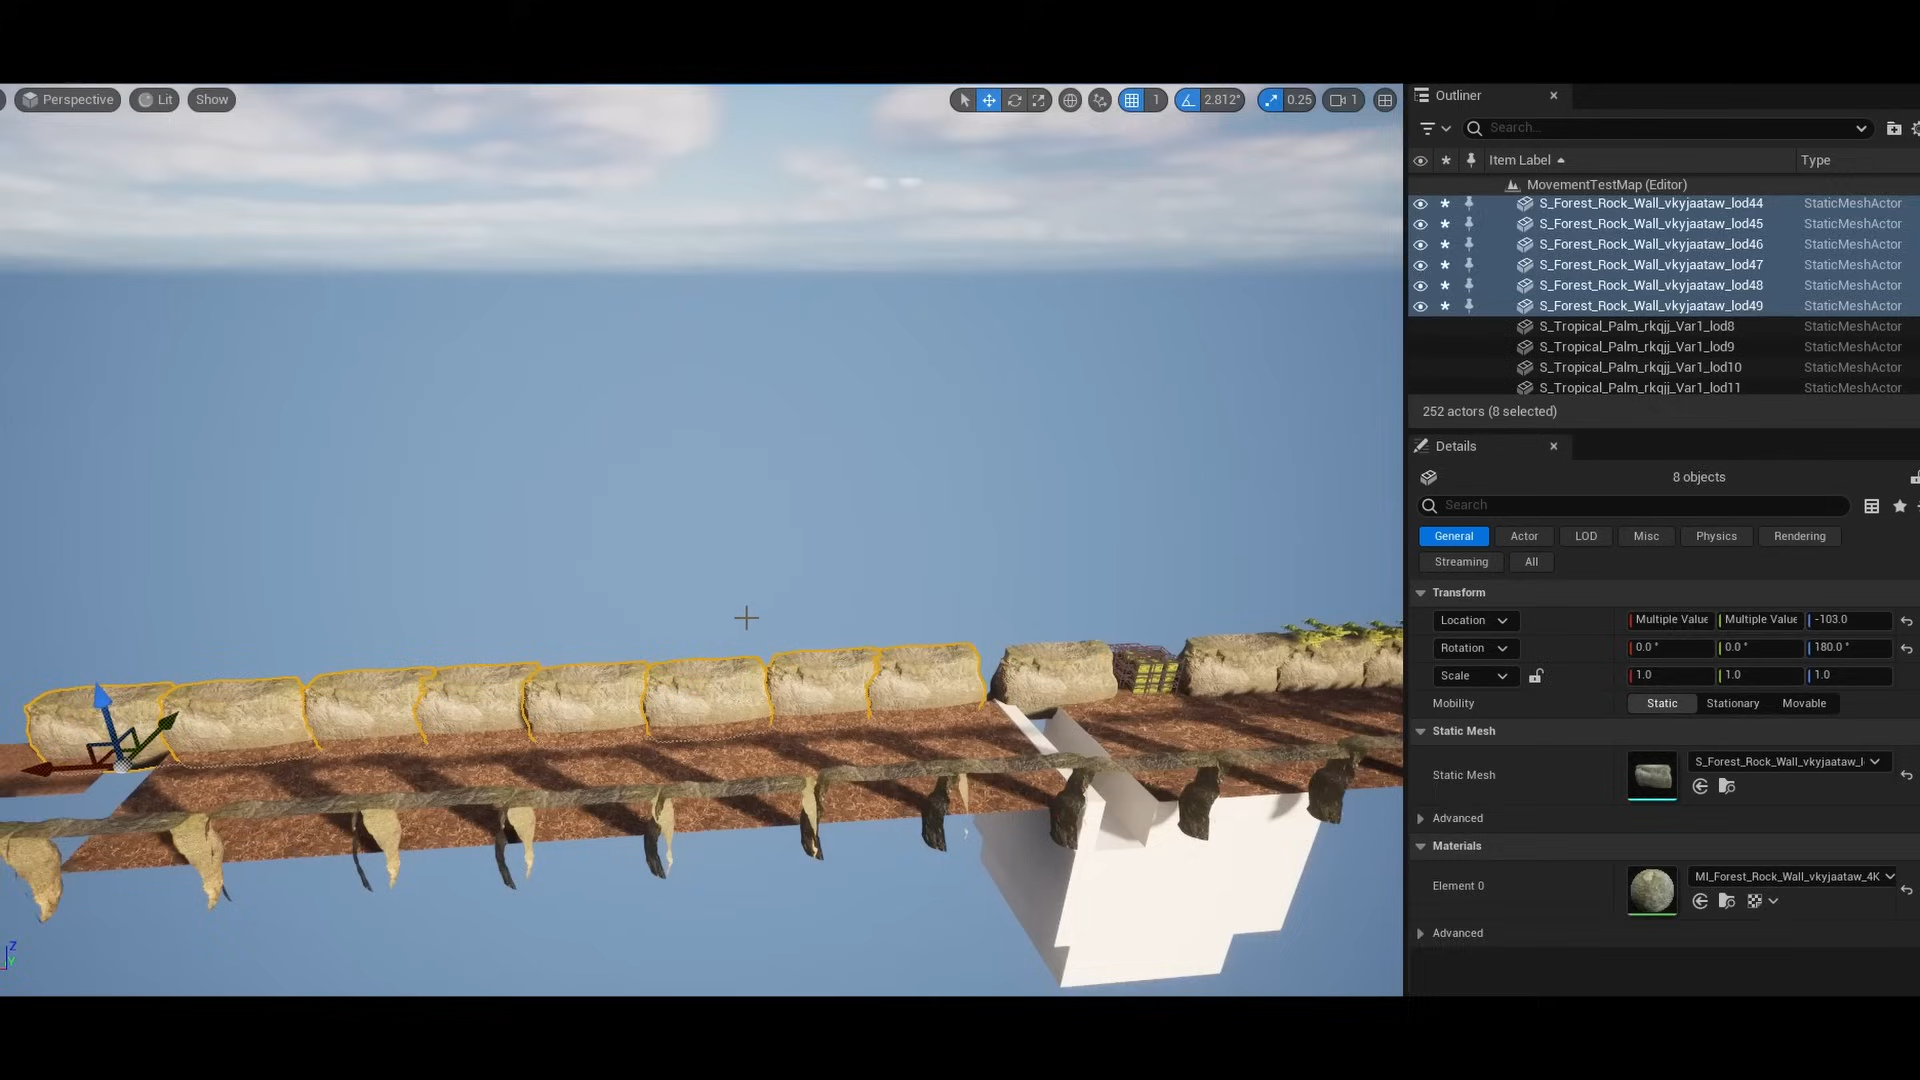 Perspective
Lit
Show
1
2.812°
0.25
1
Outliner
Search...
Item Label
Type
MovementTestMap (Editor)
S_Forest_Rock_Wall_vkyjaataw_lod44 StaticMeshActor
S_Forest_Rock_Wall_vkyjaataw_lod45 StaticMeshActor
S_Forest_Rock_Wall_vkyjaataw_lod46 StaticMeshActor
S_Forest_Rock_Wall_vkyjaataw_lod47 StaticMeshActor
S_Forest_Rock_Wall_vkyjaataw_lod48 StaticMeshActor
S_Forest_Rock_Wall_vkyjaataw_lod49 StaticMeshActor
S_Tropical_Palm_rkqjj_Var1_lod8 StaticMeshActor
S_Tropical_Palm_rkqjj_Var1_lod9 StaticMeshActor
S_Tropical_Palm_rkqjj_Var1_lod10 StaticMeshActor
S_Tropical_Palm_rkqjj_Var1_lod11 StaticMeshActor
252 actors (8 selected)
Details
8 objects
Search
General Actor LOD Misc Physics Rendering
Streaming All
Transform
Location Multiple Value Multiple Value -103.0
Rotation 0.0 ° 0.0 ° 180.0 °
Scale 1.0 1.0 1.0
Mobility Static Stationary Movable
Static Mesh
Static Mesh S_Forest_Rock_Wall_vkyjaataw_l
Advanced
Materials
Element 0 MI_Forest_Rock_Wall_vkyjaataw_4K
Advanced
Z
Y